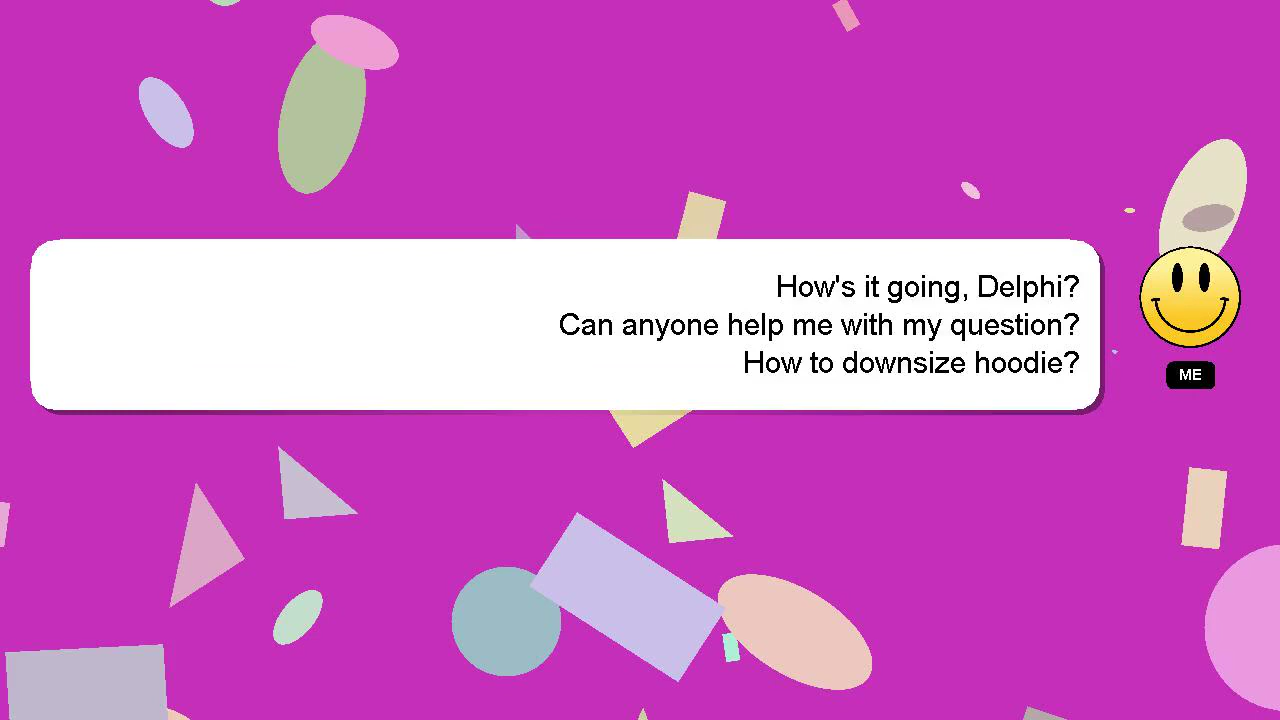 How's it going, Delphi?
Can anyone help me with my question?
How to downsize hoodie?
ME